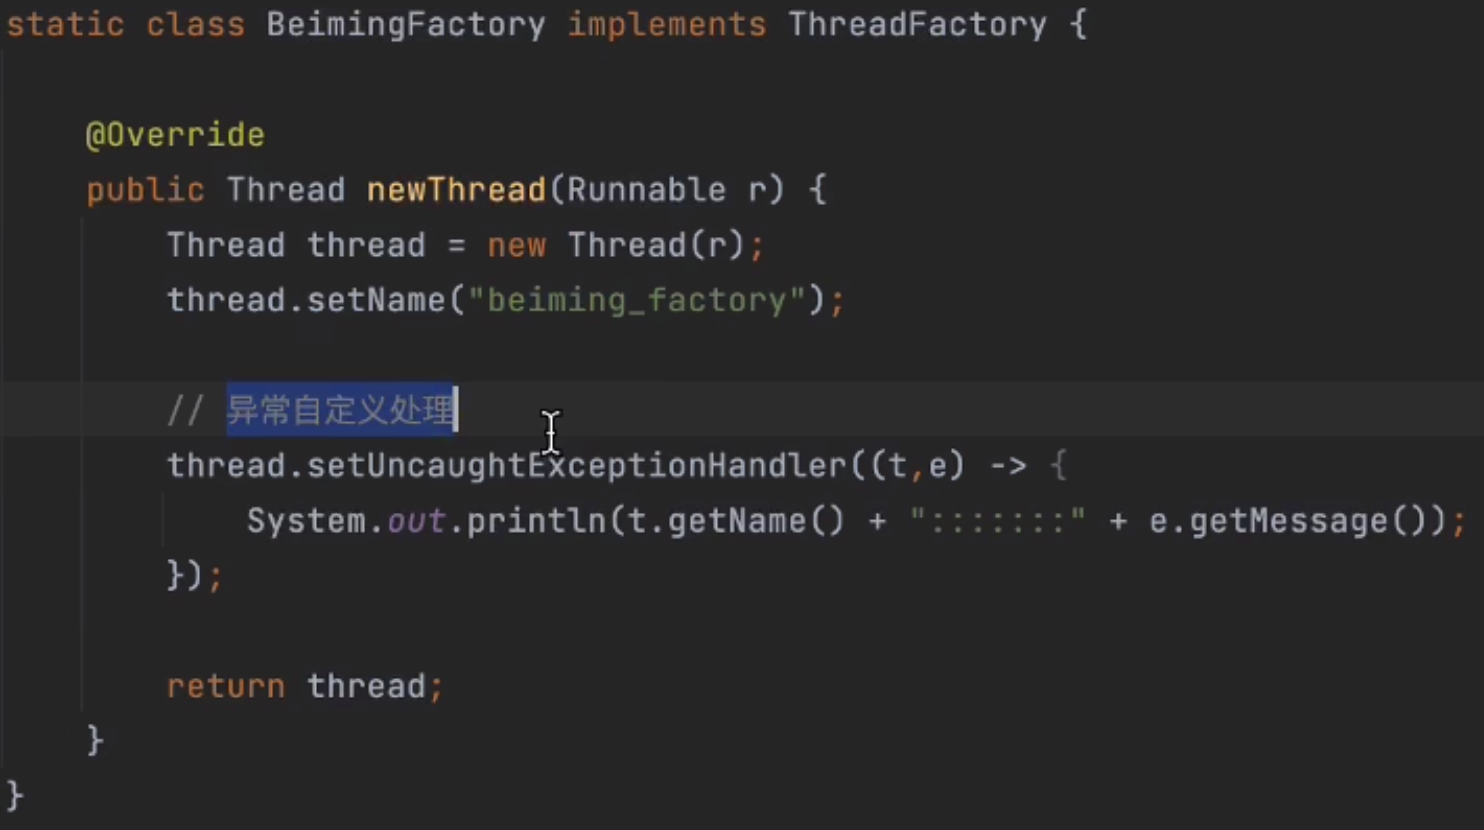 static class BeimingFactory implements ThreadFactory {
@Override
public Thread newThread(Runnable r) {
Thread thread = new Thread(r);
thread.setName("beiming_factory");
// 异常自定义处理
thread.setUncaughtExceptionHandler((t,e) -> {
System.out.println(t.getName() + ":::::::" + e.getMessage());
});
return thread;
}
}